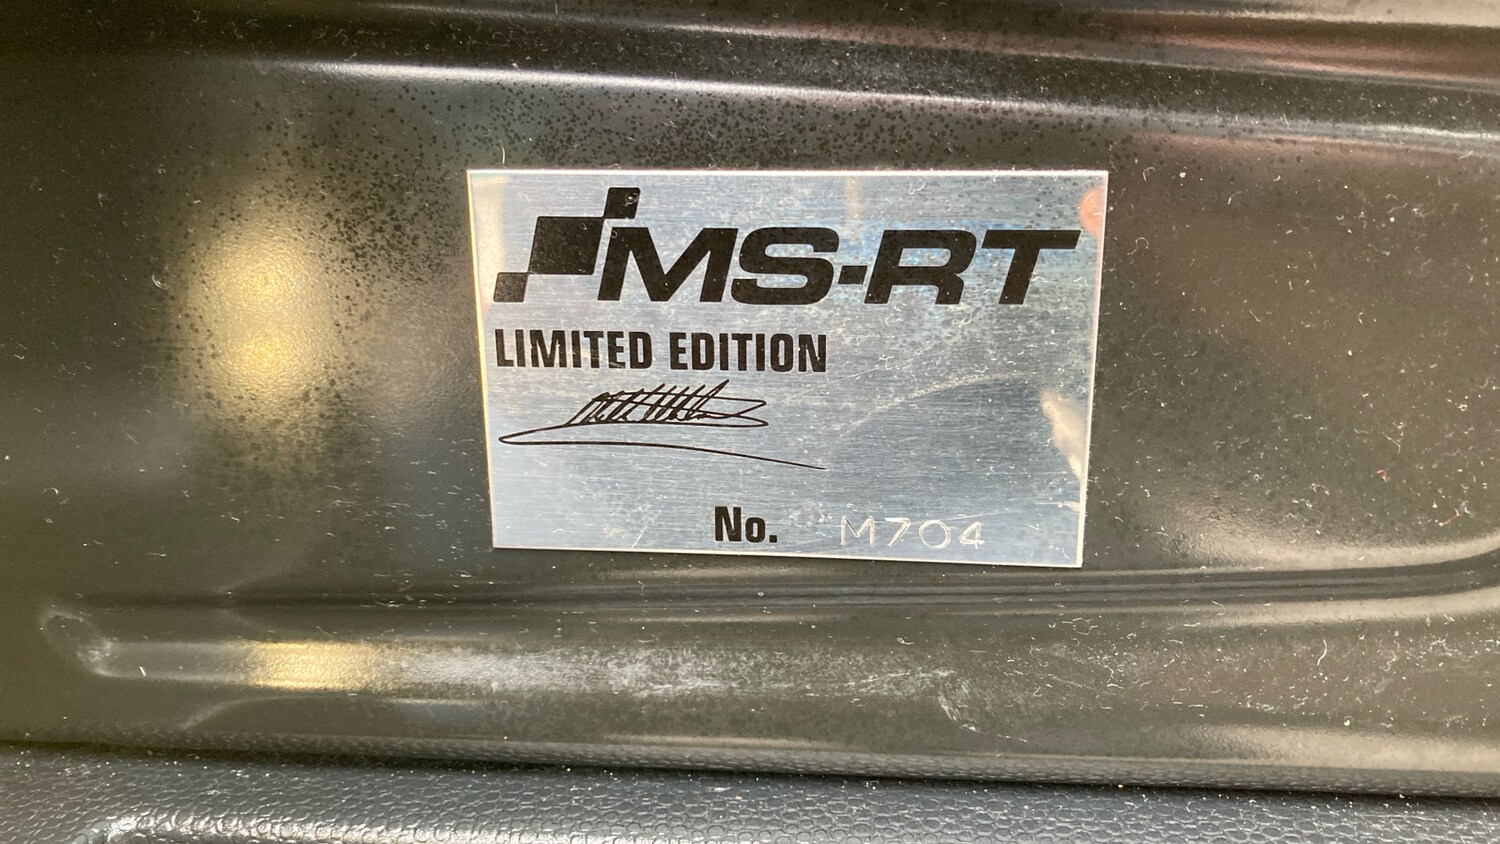 MS-RT
LIMITED EDITION
No. M704